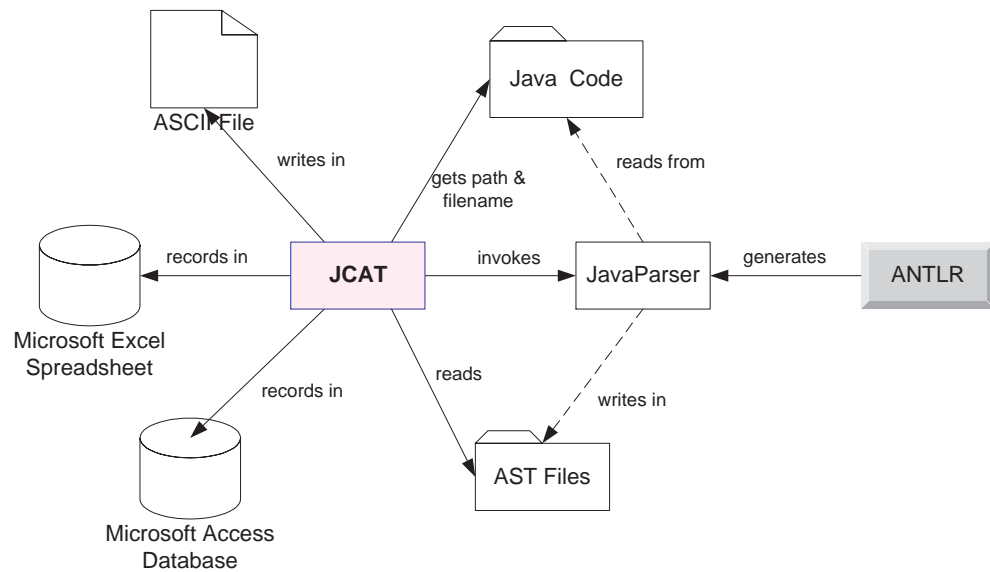 Java Code
ASCII File
writes in
reads from
gets path &
filename
records in
JCAT
invokes
JavaParser
generates
ANTLR
Microsoft Excel
Spreadsheet
records in
reads
writes in
AST Files
Microsoft Access
Database